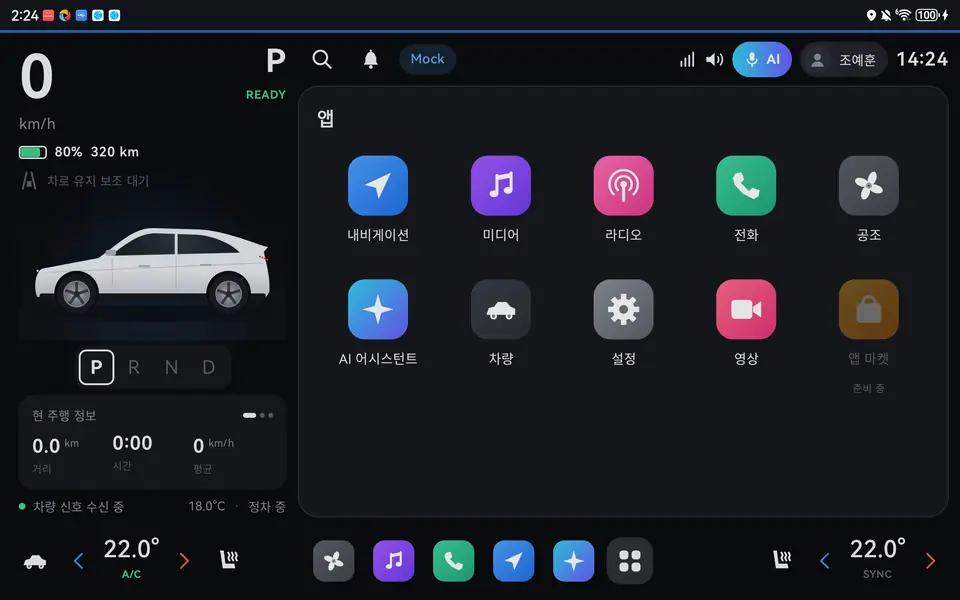 2:24
100
0
P
READY
km/h
80% 320 km
차로 유지 보조 대기
P R N D
현 주행 정보
0.0 km
거리
0:00
시간
0 km/h
평균
차량 신호 수신 중
18.0°C · 정차 중
Mock
AI
조예훈
14:24
앱
내비게이션
미디어
라디오
전화
공조
AI 어시스턴트
차량
설정
영상
앱 마켓
준비 중
22.0°
A/C
22.0°
SYNC